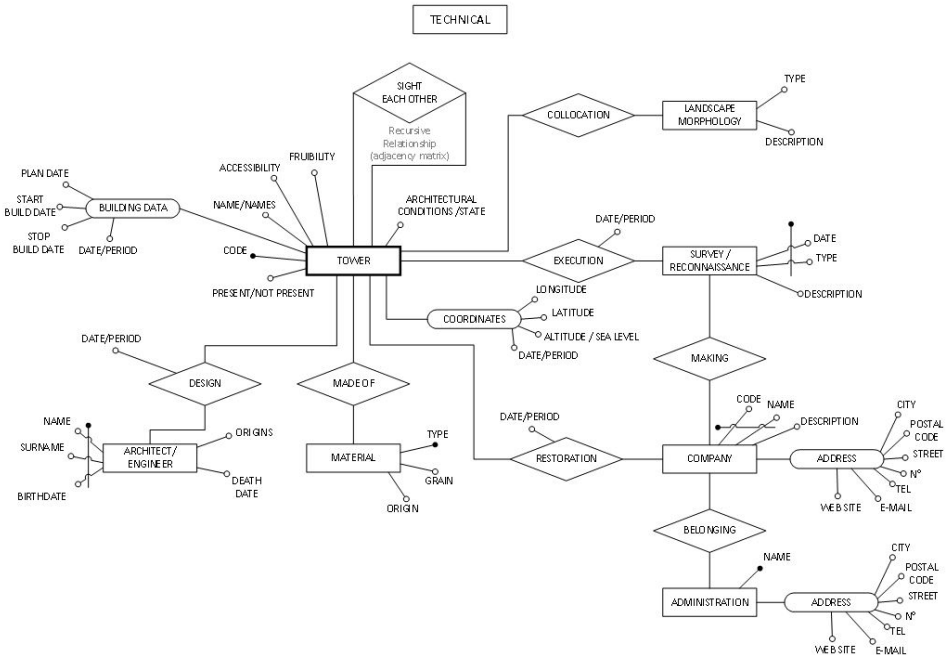 TECHNICAL
SIGHT
EACH OTHER
Recursive
Relationship
(adjacency matrix)
COLLOCATION
LANDSCAPE
MORPHOLOGY
TYPE
DESCRIPTION
PLAN DATE
START
BUILD DATE
STOP
BUILD DATE
DATE/PERIOD
BUILDING DATA
ACCESSIBILITY
FRUIBILITY
NAME/NAMES
CODE
PRESENT/NOT PRESENT
ARCHITECTURAL
CONDITIONS /STATE
TOWER
DATE/PERIOD
EXECUTION
SURVEY /
RECONNAISSANCE
DATE
TYPE
DESCRIPTION
COORDINATES
LONGITUDE
LATITUDE
ALTITUDE / SEA LEVEL
DATE/PERIOD
DATE/PERIOD
DESIGN
MADE OF
MAKING
NAME
SURNAME
BIRTHDATE
ARCHITECT/
ENGINEER
ORIGINS
DEATH
DATE
MATERIAL
TYPE
GRAIN
ORIGIN
DATE/PERIOD
RESTORATION
CODE
NAME
DESCRIPTION
COMPANY
ADDRESS
CITY
POSTAL
CODE
STREET
N°
TEL
E-MAIL
WEBSITE
BELONGING
NAME
ADMINISTRATION
ADDRESS
CITY
POSTAL
CODE
STREET
N°
TEL
E-MAIL
WEBSITE